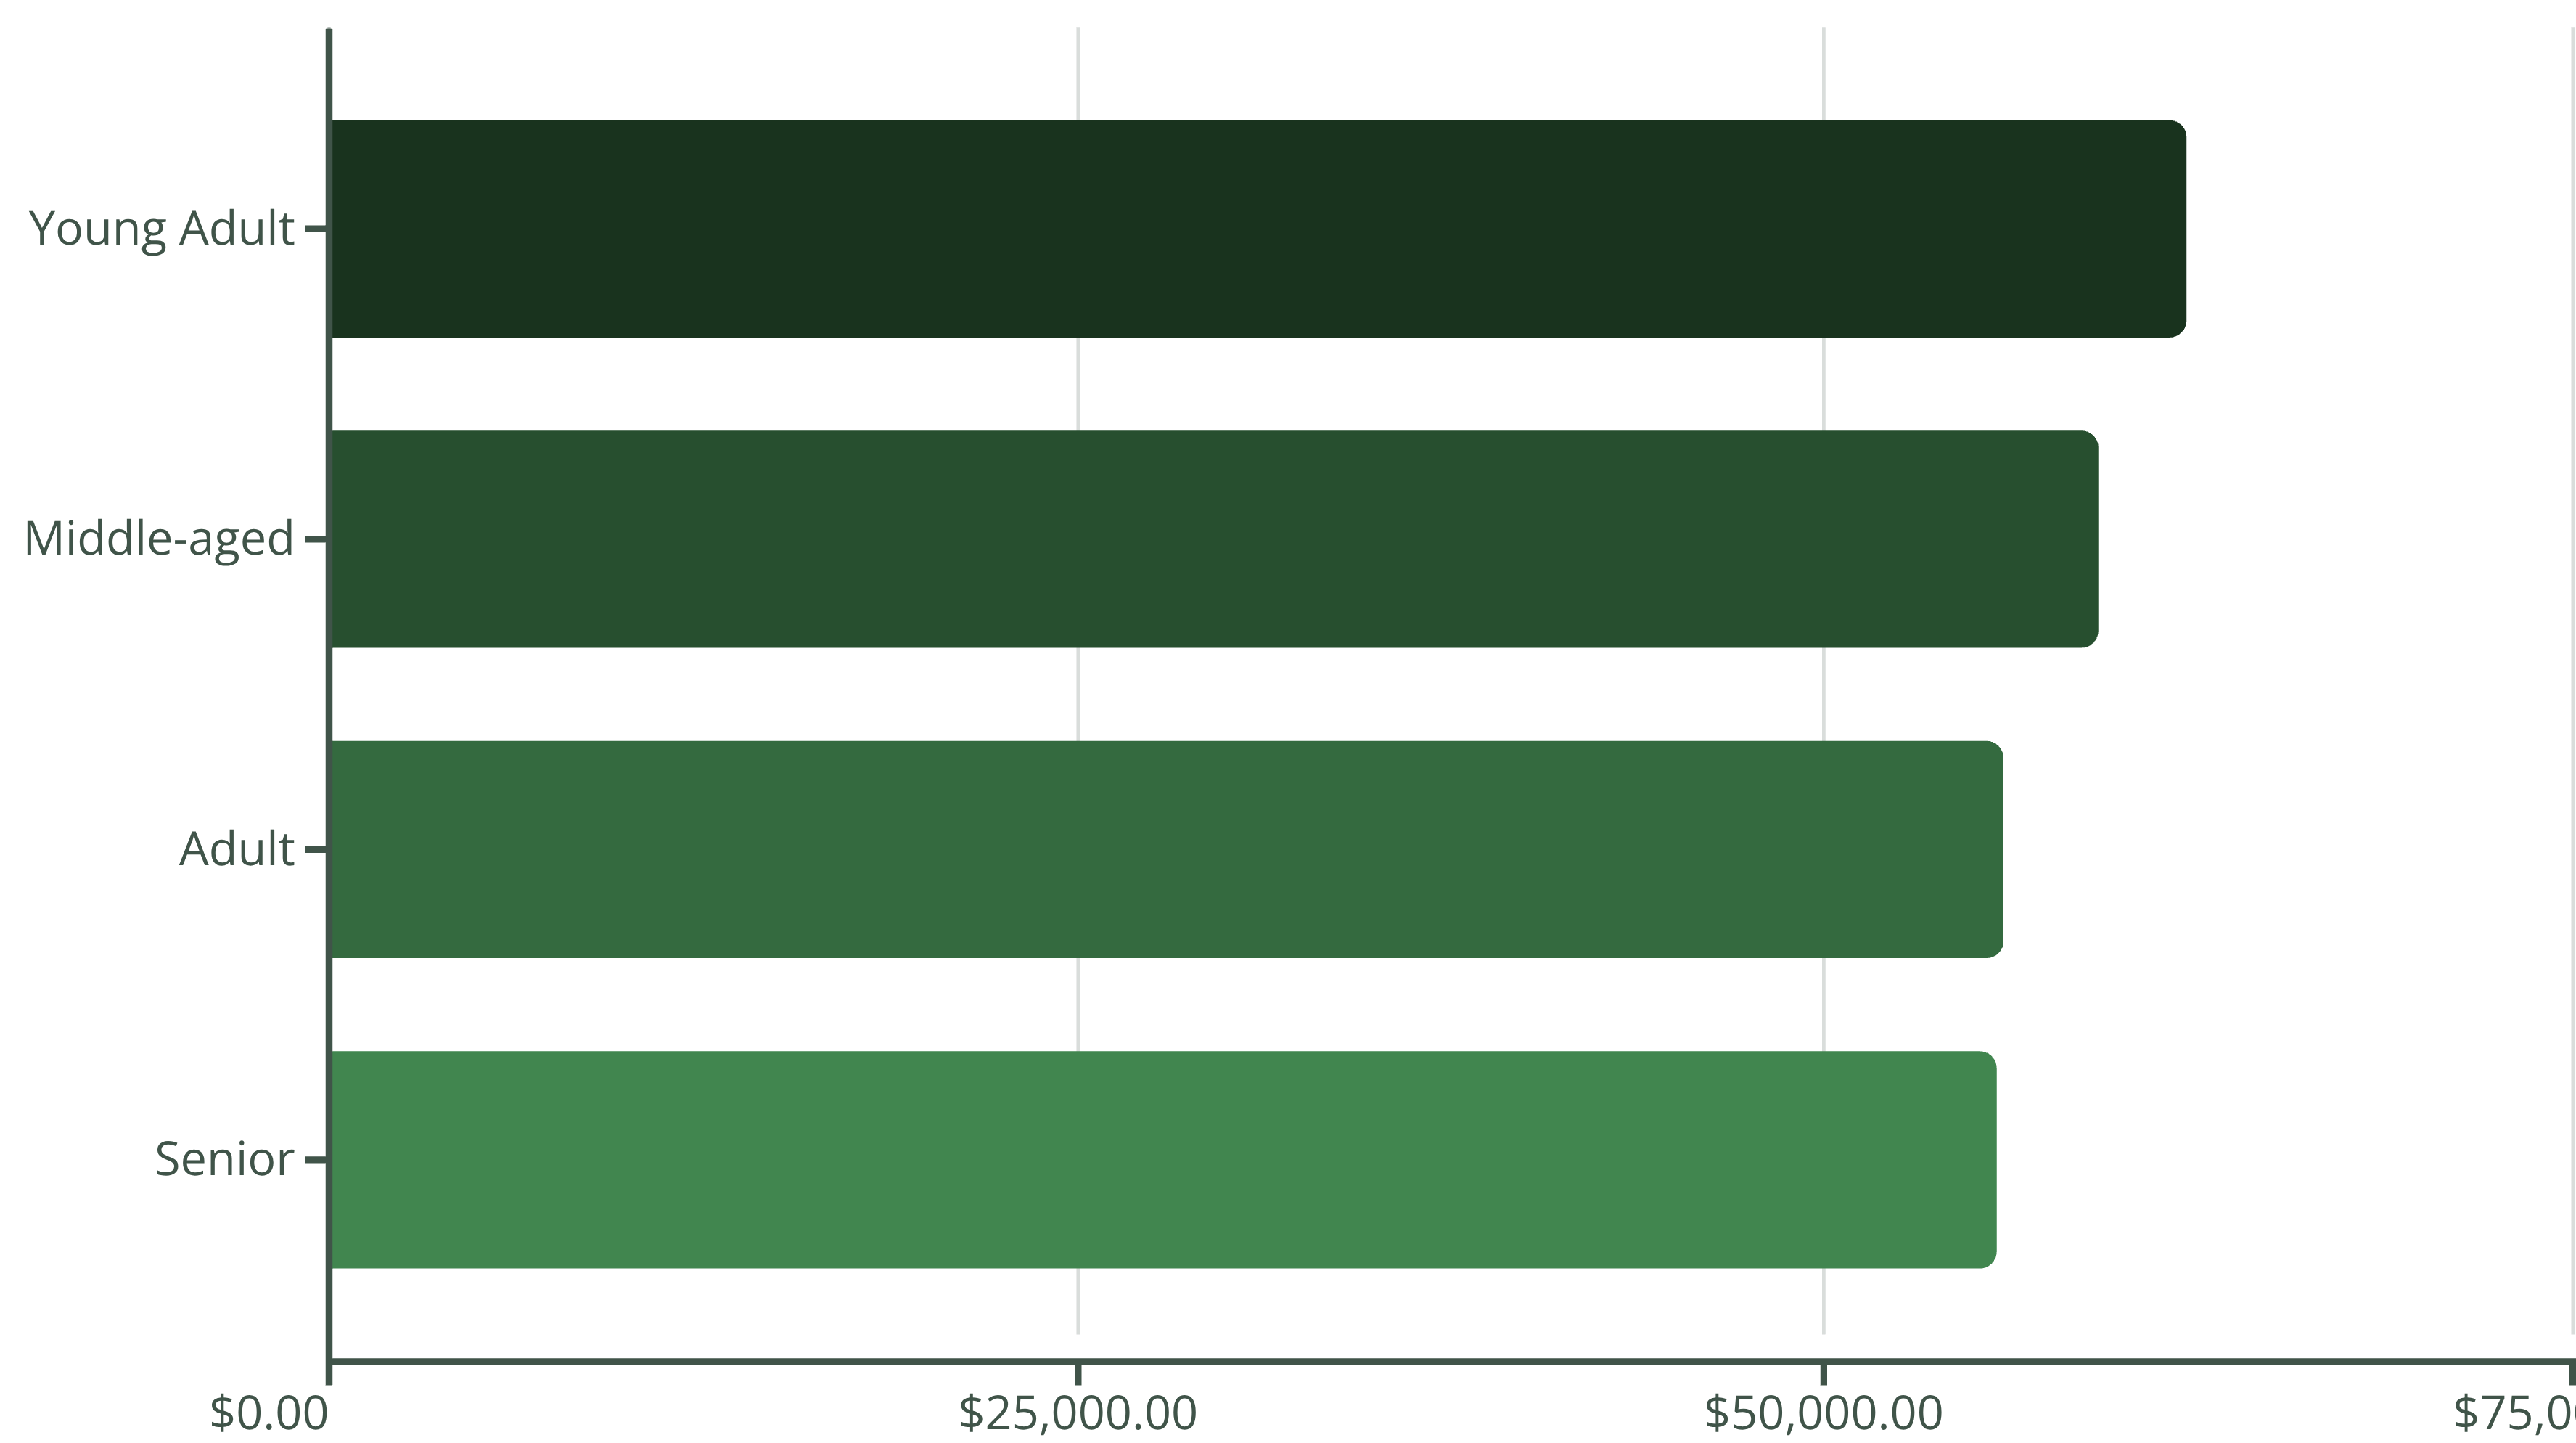 Young Adult
Middle-aged
Adult
Senior
$0.00 $25,000.00 $50,000.00